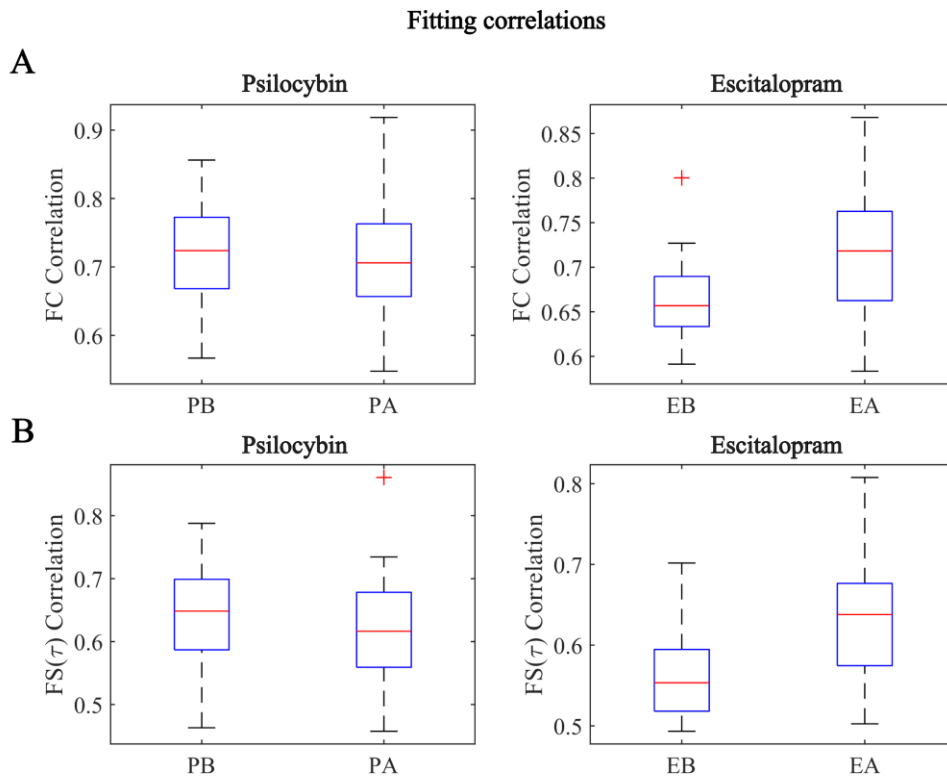 Fitting correlations
A
Psilocybin
FC Correlation
0.9
0.8
0.7
0.6
PB PA
Escitalopram
FC Correlation
0.85
0.8
0.75
0.7
0.65
0.6
EB EA
B
Psilocybin
FS(τ) Correlation
0.8
0.7
0.6
0.5
PB PA
Escitalopram
FS(τ) Correlation
0.8
0.7
0.6
0.5
EB EA